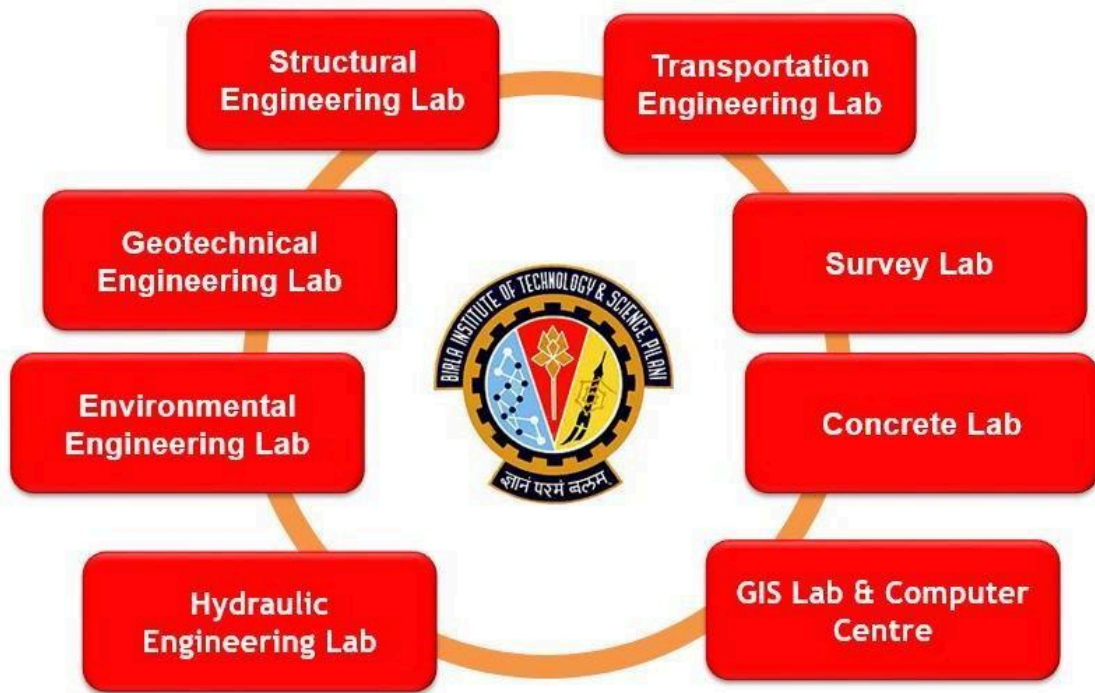 Structural
Engineering Lab
Transportation
Engineering Lab
Geotechnical
Engineering Lab
Survey Lab
BIRLA INSTITUTE OF TECHNOLOGY & SCIENCE, PILANI
ज्ञानं परमं बलम्
Environmental
Engineering Lab
Concrete Lab
Hydraulic
Engineering Lab
GIS Lab & Computer
Centre